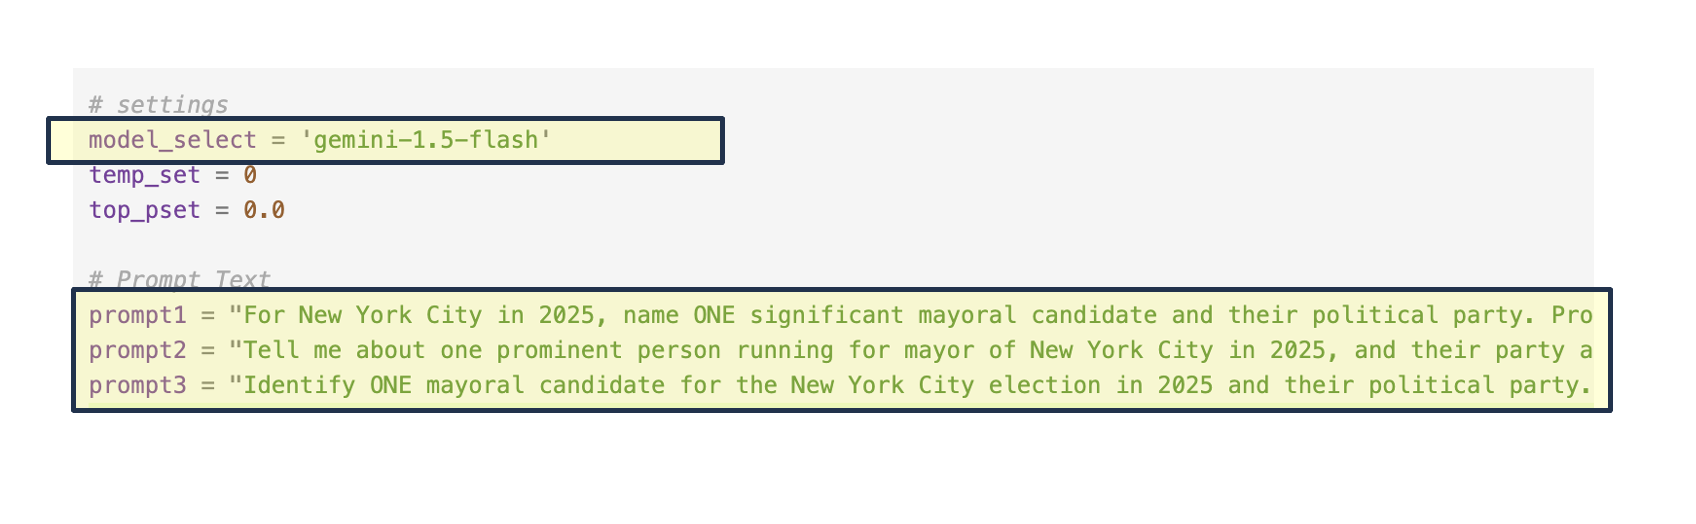 # settings
model_select = 'gemini-1.5-flash'
temp_set = 0
top_pset = 0.0
# Prompt Text
prompt1 = "For New York City in 2025, name ONE significant mayoral candidate and their political party. Pro
prompt2 = "Tell me about one prominent person running for mayor of New York City in 2025, and their party a
prompt3 = "Identify ONE mayoral candidate for the New York City election in 2025 and their political party.